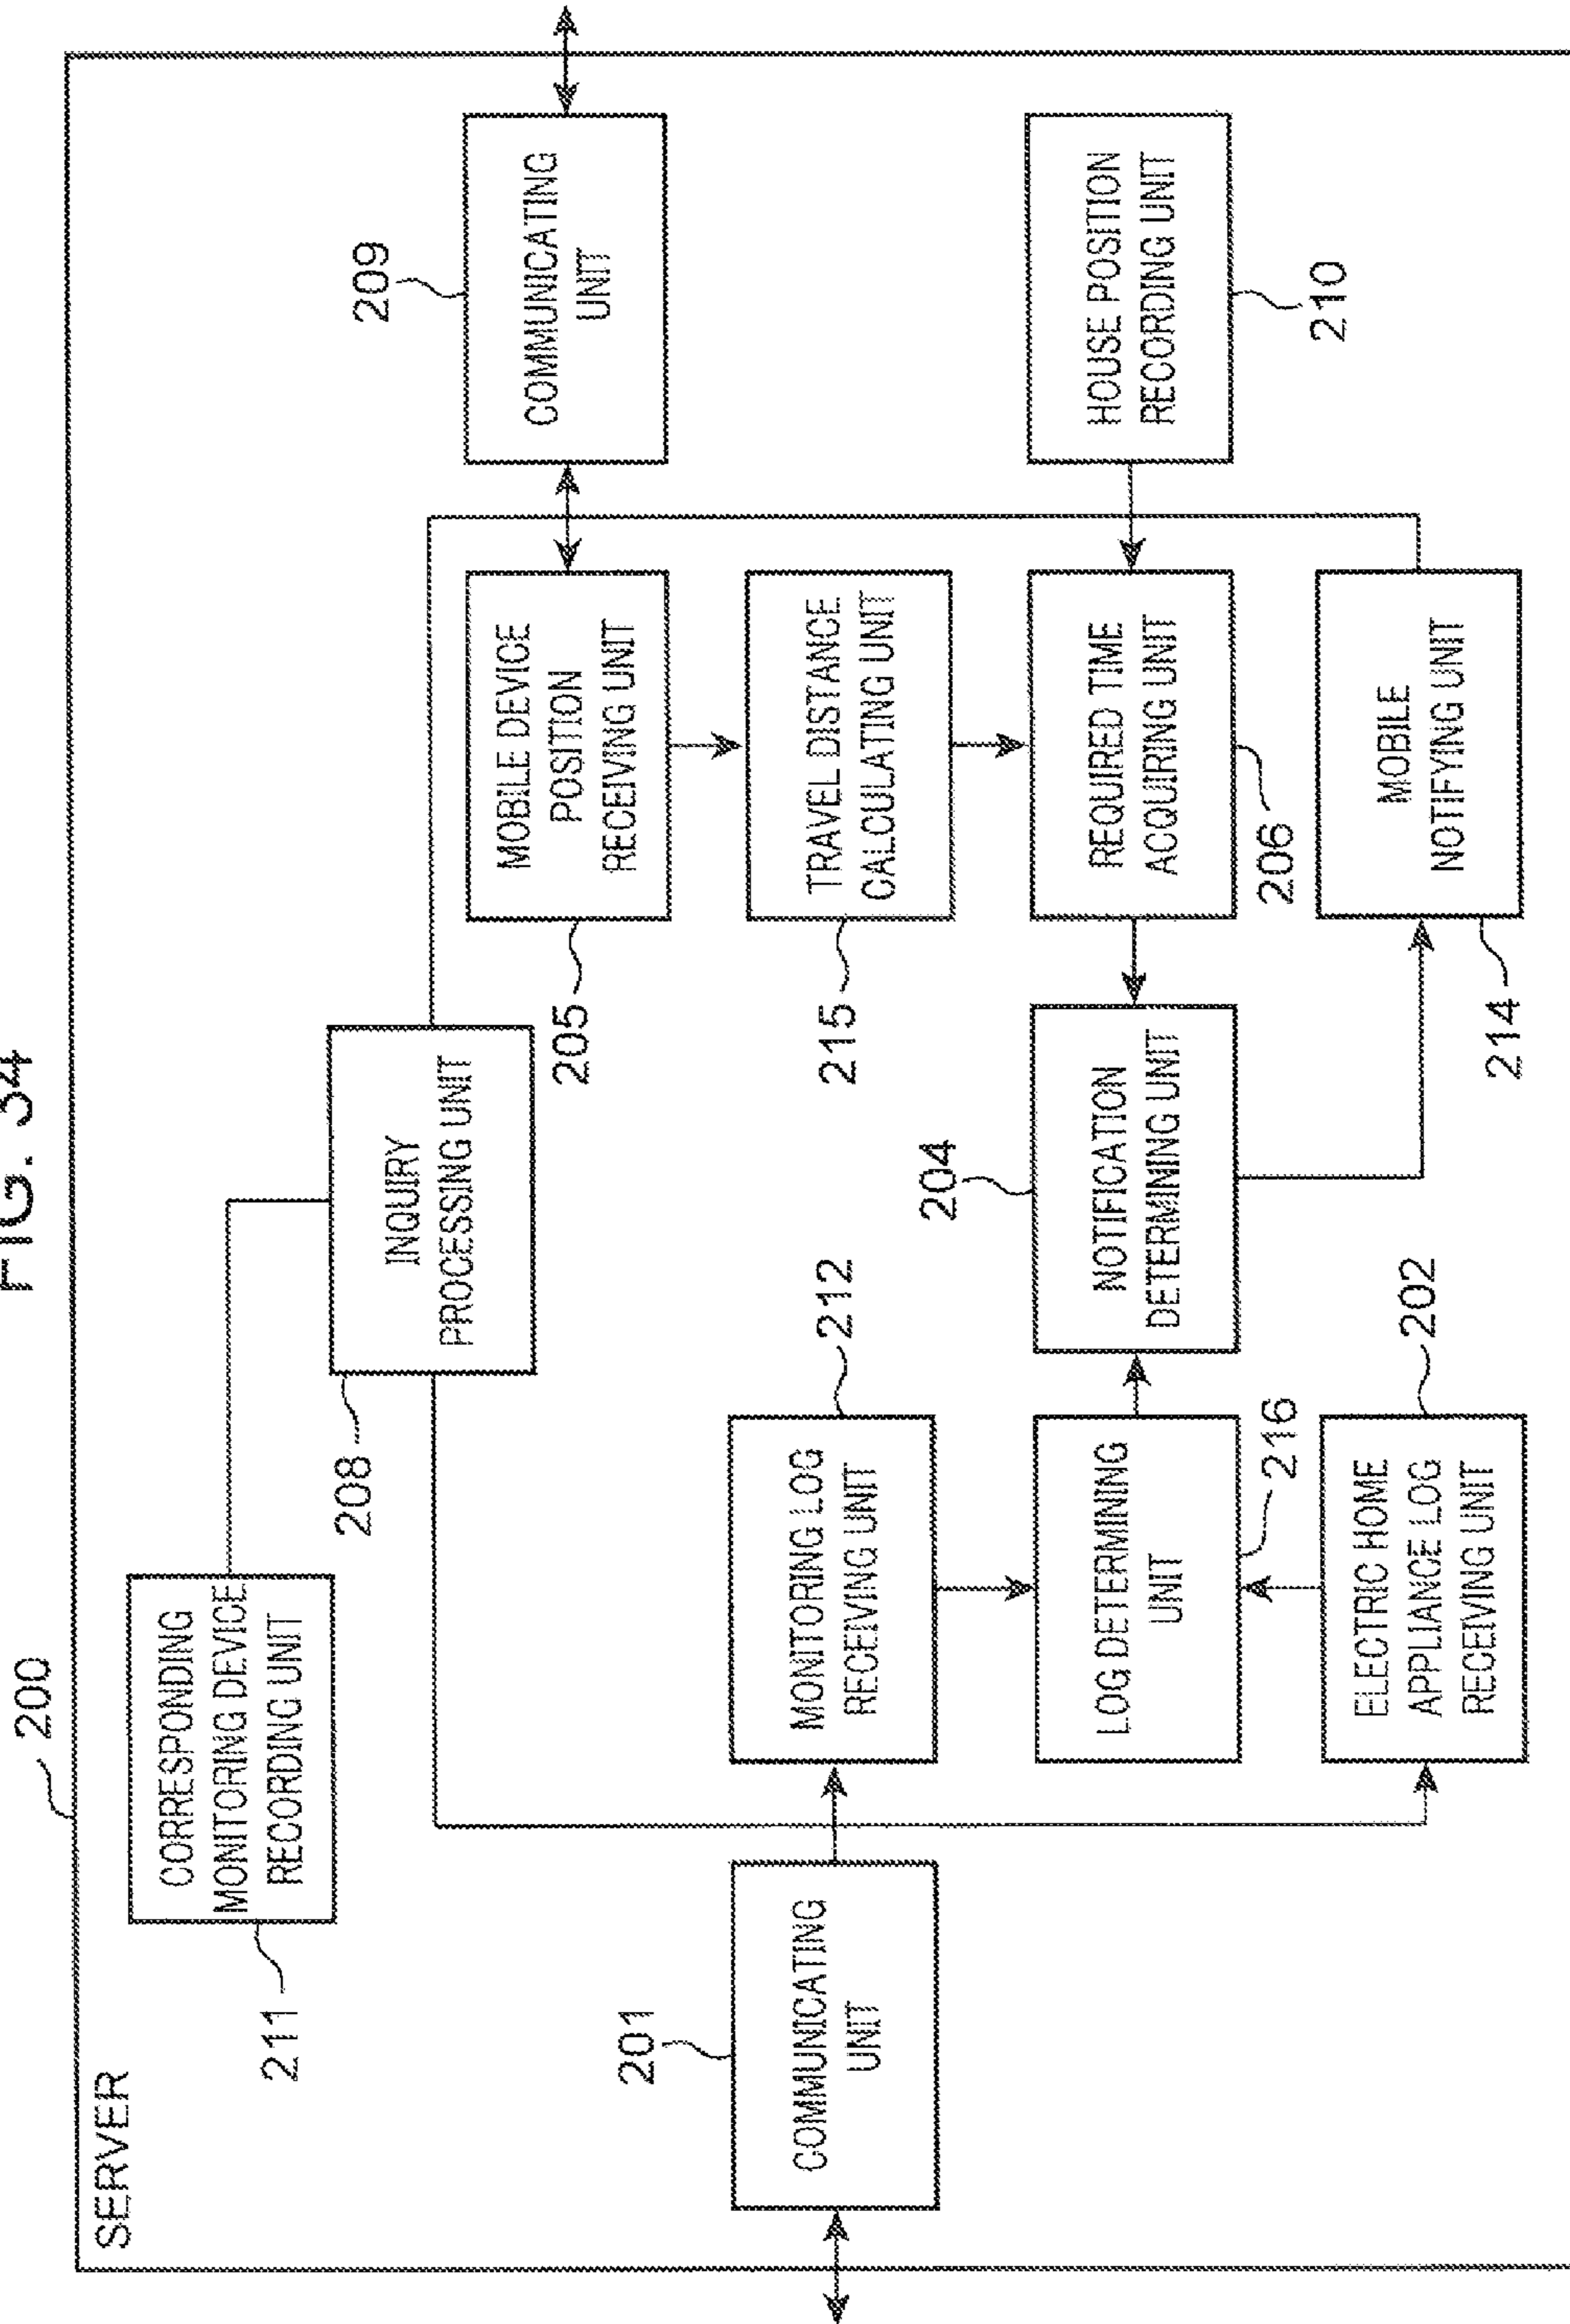 FIG. 34
200
SERVER
CORRESPONDING
MONITORING DEVICE
RECORDING UNIT
211
INQUIRY
PROCESSING UNIT
208
209
COMMUNICATING
UNIT
MOBILE DEVICE
POSITION
RECEIVING UNIT
205
201
COMMUNICATING
UNIT
212
MONITORING LOG
RECEIVING UNIT
TRAVEL DISTANCE
CALCULATING UNIT
215
LOG DETERMINING
UNIT
216
204
NOTIFICATION
DETERMINING UNIT
REQUIRED TIME
ACQUIRING UNIT
206
HOUSE POSITION
RECORDING UNIT
210
202
ELECTRIC HOME
APPLIANCE LOG
RECEIVING UNIT
MOBILE
NOTIFYING UNIT
214